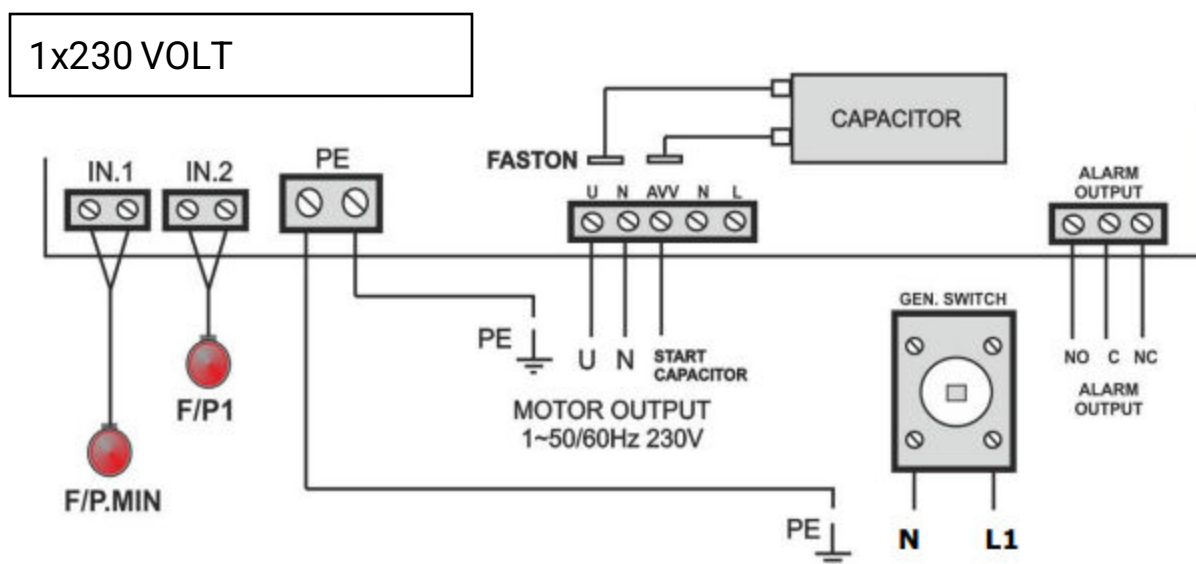 1x230 VOLT
CAPACITOR
FASTON
IN.1
IN.2
PE
U N AVV N L
ALARM
OUTPUT
GEN. SWITCH
PE
U N START
CAPACITOR
NO C NC
ALARM
OUTPUT
F/P1
MOTOR OUTPUT
1~50/60Hz 230V
F/P.MIN
PE
N L1